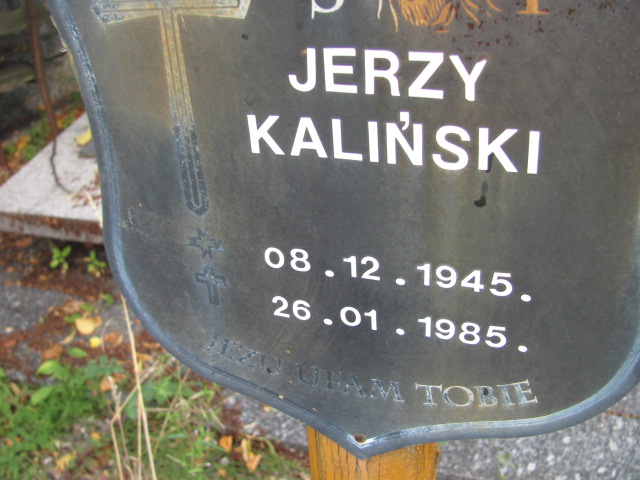 JERZY
KALIŃSKI
08.12.1945.
26.01.1985.
JEZU UFAM TOBIE